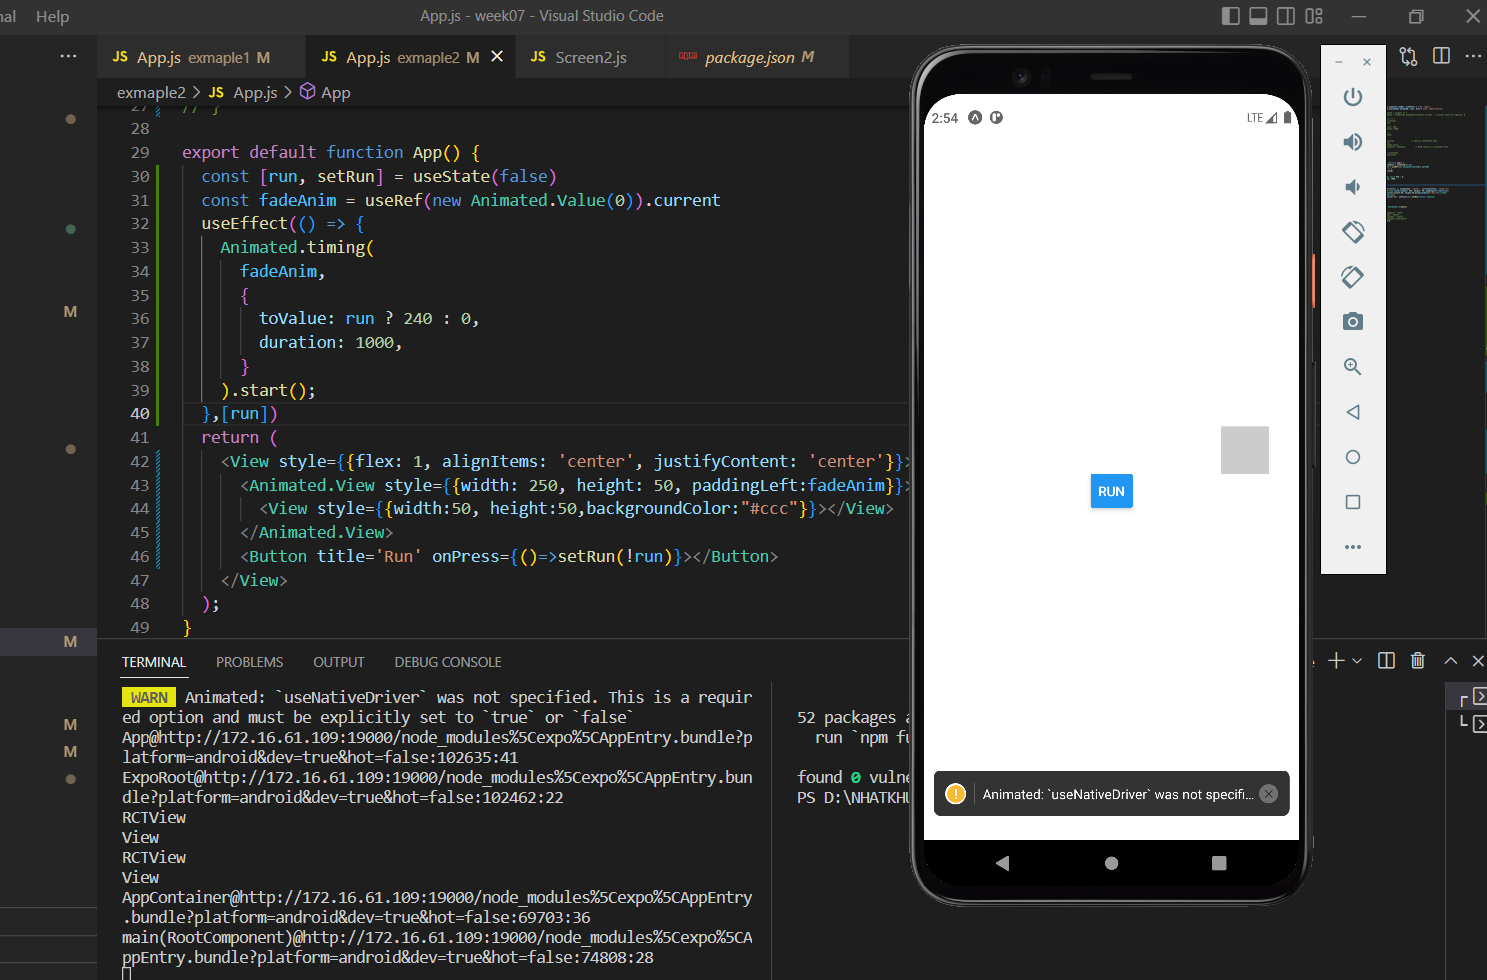 nal Help
App.js - week07 - Visual Studio Code
JS App.js exmaple1 M
JS App.js exmaple2 M
JS Screen2.js
package.json M
exmaple2 > JS App.js > App
27 // }
28
29 export default function App() {
30 const [run, setRun] = useState(false)
31 const fadeAnim = useRef(new Animated.Value(0)).current
32 useEffect(() => {
33 Animated.timing(
34 fadeAnim,
35 {
36 toValue: run ? 240 : 0,
37 duration: 1000,
38 }
39 ).start();
40 },[run])
41 return (
42 <View style={{flex: 1, alignItems: 'center', justifyContent: 'center'}}>
43 <Animated.View style={{width: 250, height: 50, paddingLeft:fadeAnim}}>
44 <View style={{width:50, height:50,backgroundColor:"#ccc"}}></View>
45 </Animated.View>
46 <Button title='Run' onPress={()=>setRun(!run)}></Button>
47 </View>
48 );
49 }
M
M
M
M
TERMINAL PROBLEMS OUTPUT DEBUG CONSOLE
WARN Animated: `useNativeDriver` was not specified. This is a requir
ed option and must be explicitly set to `true` or `false`
App@http://172.16.61.109:19000/node_modules%5Cexpo%5CAppEntry.bundle?p
latform=android&dev=true&hot=false:102635:41
ExpoRoot@http://172.16.61.109:19000/node_modules%5Cexpo%5CAppEntry.bun
dle?platform=android&dev=true&hot=false:102462:22
RCTView
View
RCTView
View
AppContainer@http://172.16.61.109:19000/node_modules%5Cexpo%5CAppEntry
.bundle?platform=android&dev=true&hot=false:69703:36
main(RootComponent)@http://172.16.61.109:19000/node_modules%5Cexpo%5CA
ppEntry.bundle?platform=android&dev=true&hot=false:74808:28
52 packages a
run `npm fu
found 0 vulne
PS D:\NHATKHU
2:54
LTE
RUN
Animated: `useNativeDriver` was not specifi...